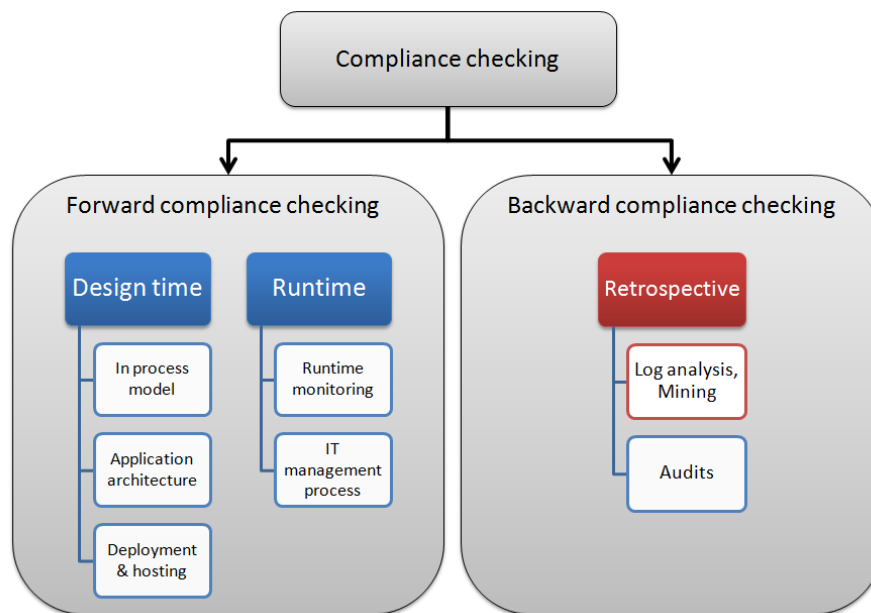 Compliance checking
Forward compliance checking
Design time
In process
model
Application
architecture
Deployment
& hosting
Runtime
Runtime
monitoring
IT
management
process
Backward compliance checking
Retrospective
Log analysis,
Mining
Audits